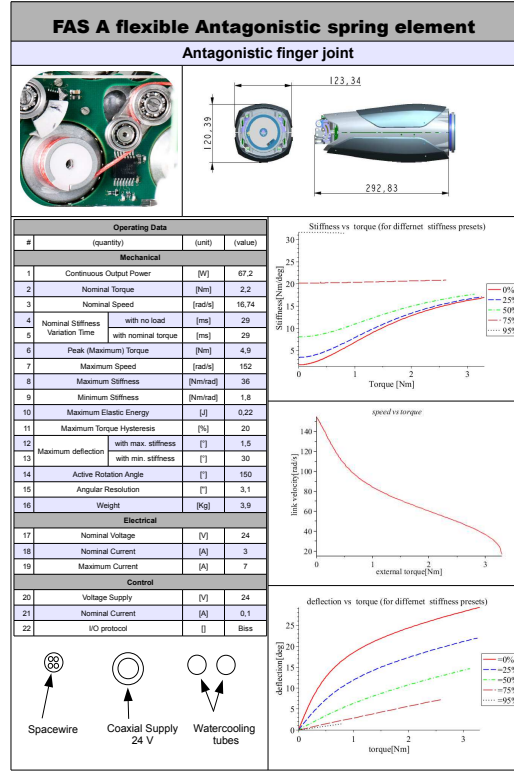 FAS A flexible Antagonistic spring element
Antagonistic finger joint
123,34
120,39
292,83
Operating Data
# (quantity) (unit) (value)
Mechanical
1 Continuous Output Power [W] 67,2
2 Nominal Torque [Nm] 2,2
3 Nominal Speed [rad/s] 16,74
4 Nominal Stiffness Variation Time with no load [ms] 29
5 with nominal torque [ms] 29
6 Peak (Maximum) Torque [Nm] 4,9
7 Maximum Speed [rad/s] 152
8 Maximum Stiffness [Nm/rad] 36
9 Minimum Stiffness [Nm/rad] 1,8
10 Maximum Elastic Energy [J] 0,22
11 Maximum Torque Hysteresis [%] 20
12 Maximum deflection with max. stiffness [°] 1,5
13 with min. stiffness [°] 30
14 Active Rotation Angle [°] 150
15 Angular Resolution [°] 3,1
16 Weight [Kg] 3,9
Electrical
17 Nominal Voltage [V] 24
18 Nominal Current [A] 3
19 Maximum Current [A] 7
Control
20 Voltage Supply [V] 24
21 Nominal Current [A] 0,1
22 I/O protocol [] Biss
Spacewire
Coaxial Supply
24 V
Watercooling
tubes
Stiffness vs torque (for differnet stiffness presets)
Stiffness[Nm/deg]
30
25
20
15
10
5
0 1 2 3
Torque [Nm]
0%
25%
50%
75%
95%
speed vs torque
link velocity[rad/s]
140
120
100
80
60
40
20
0 1 2 3
external torque[Nm]
deflection vs torque (for differnet stiffness presets)
deflection[deg]
25
20
15
10
5
0
0 1 2 3
torque[Nm]
=0%
=25%
=50%
=75%
=95%